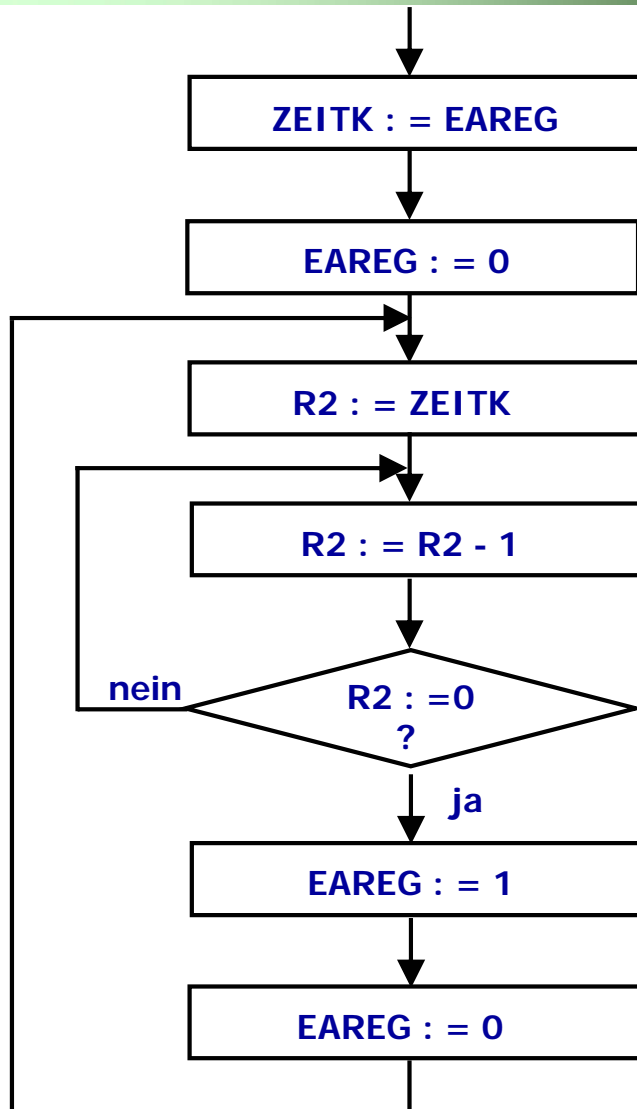 ZEITK : = EAREG
EAREG : = 0
R2 : = ZEITK
R2 : = R2 - 1
nein
R2 : =0
?
ja
EAREG : = 1
EAREG : = 0